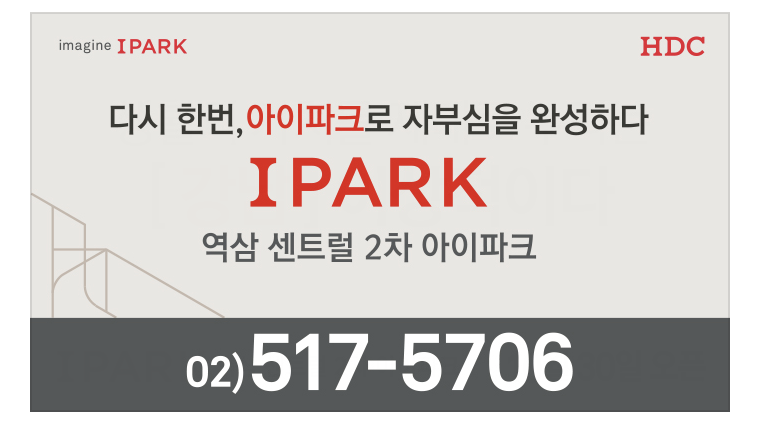 imagine IPARK
HDC
다시 한번,아이파크로 자부심을 완성하다
IPARK
역삼 센트럴 2차 아이파크
02)517-5706